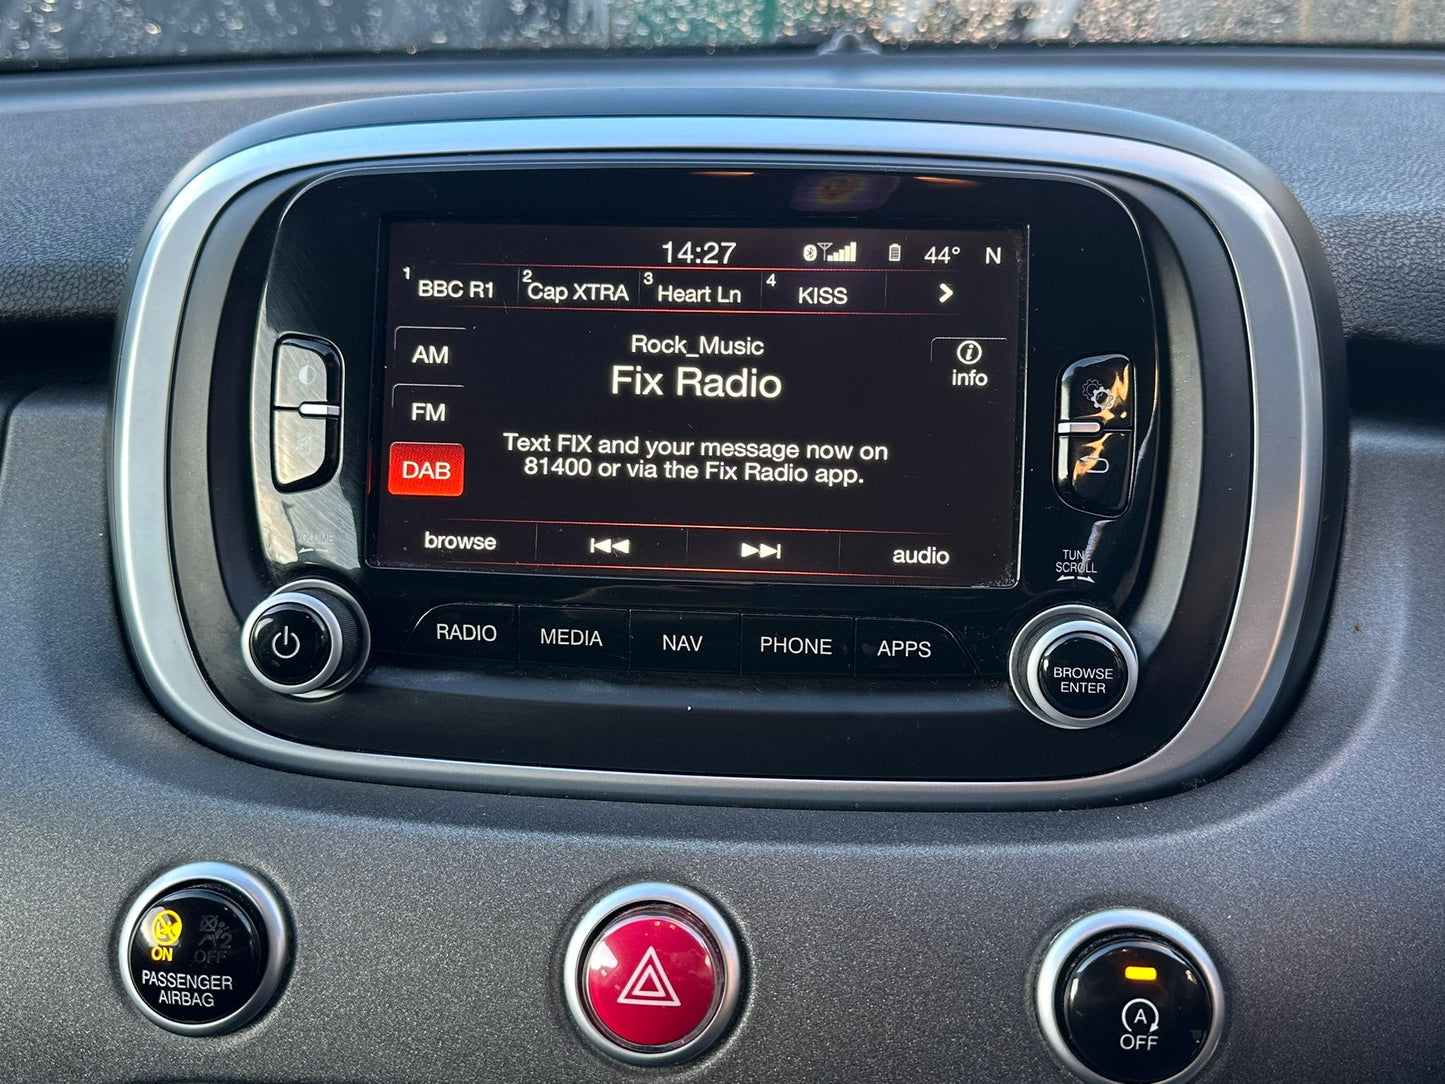 14:27 44° N
1 BBC R1 2 Cap XTRA 3 Heart Ln 4 KISS
AM
FM
DAB
Rock_Music
Fix Radio
info
Text FIX and your message now on
81400 or via the Fix Radio app.
browse audio
VOLUME
TUNE
SCROLL
RADIO MEDIA NAV PHONE APPS
BROWSE
ENTER
ON OFF
PASSENGER
AIRBAG
A
OFF